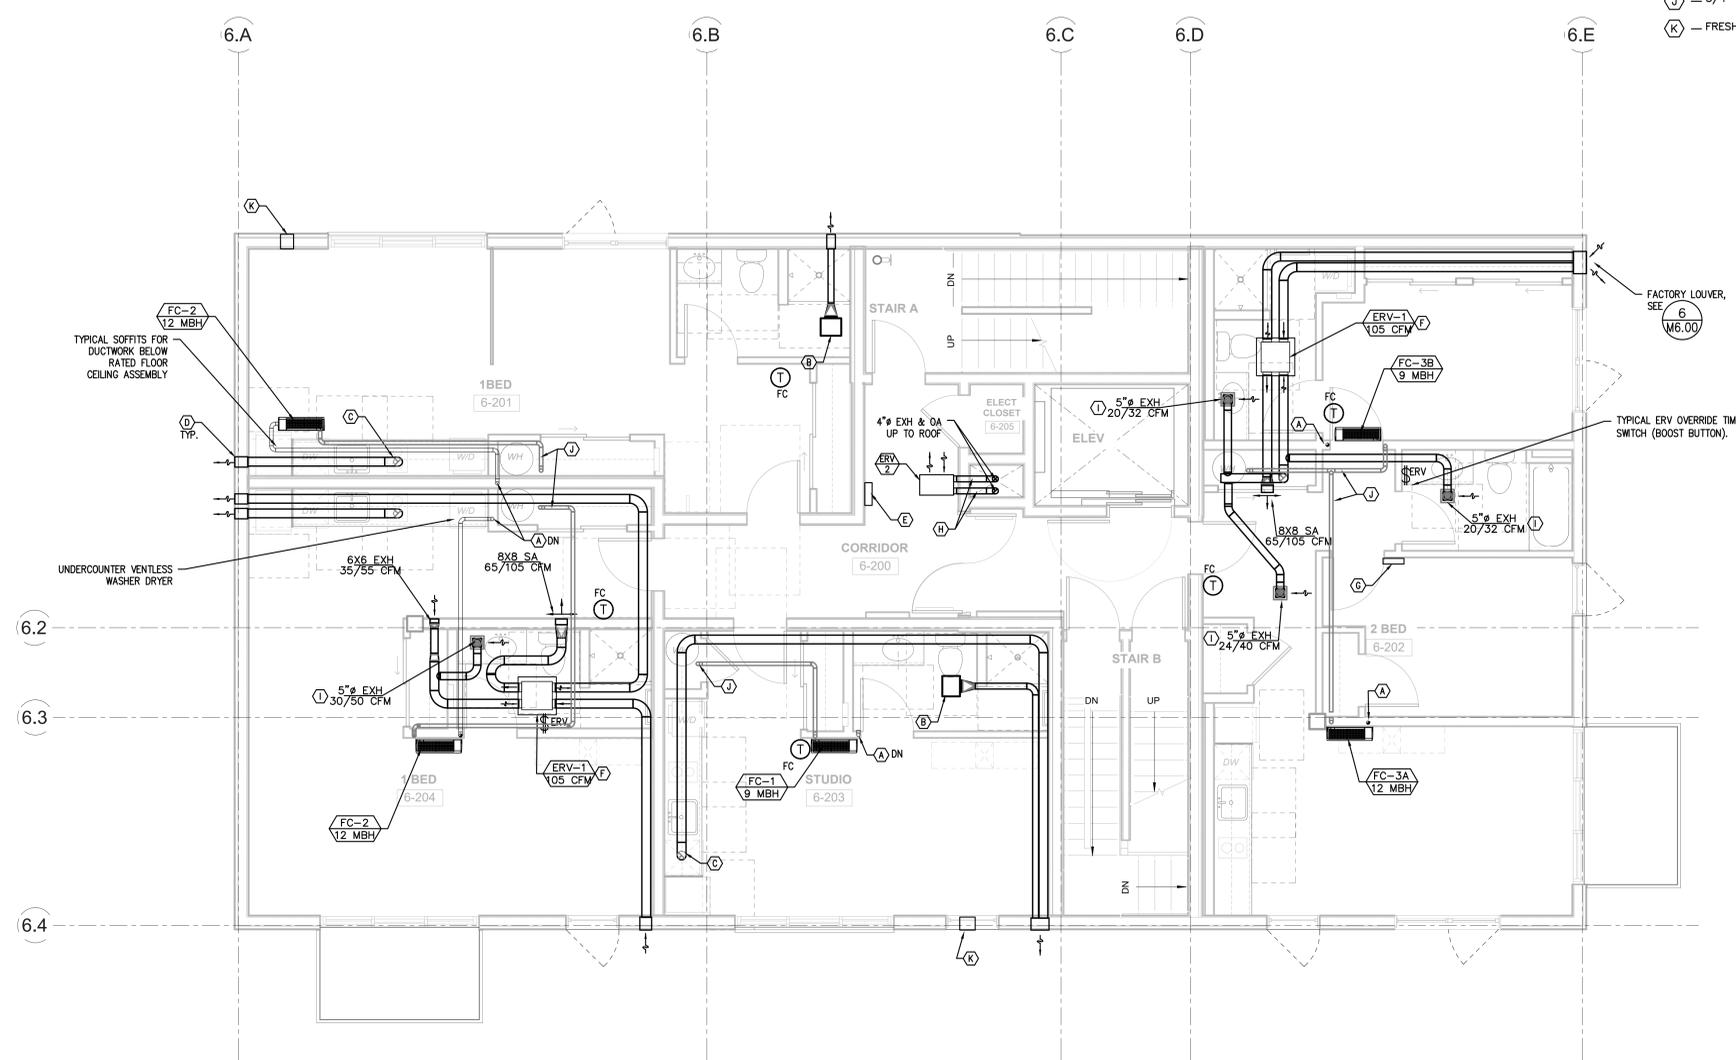 J
K — FRESH
6.A
6.B
6.C
6.D
6.E
K
FC-2
12 MBH
TYPICAL SOFFITS FOR
DUCTWORK BELOW
RATED FLOOR
CEILING ASSEMBLY
D
TYP.
C
1BED
6-201
DW
W/D
WH
J
B
T
FC
STAIR A
DN
UP
ELECT
CLOSET
6-205
ELEV
4"ø EXH & OA
UP TO ROOF
ERV
2
E
H
CORRIDOR
6-200
W/D
ERV-1
105 CFM
F
FC-3B
9 MBH
FACTORY LOUVER,
SEE
6
M6.00
I
5"ø EXH
20/32 CFM
FC
T
A
TYPICAL ERV OVERRIDE TIM
SWITCH (BOOST BUTTON).
ERV
J
5"ø EXH
20/32 CFM
I
8X8 SA
65/105 CFM
G
FC
T
DW
W/D
WH
A DN
UNDERCOUNTER VENTLESS
WASHER DRYER
6X6 EXH
35/55 CFM
8X8 SA
65/105 CFM
FC
T
6.2
I
5"ø EXH
30/50 CFM
ERV
6.3
ERV-1
105 CFM
F
1 BED
6-204
FC-2
12 MBH
J
W/D
T
FC
FC-1
9 MBH
STUDIO
6-203
A DN
B
C
STAIR B
DN
UP
DN
I
5"ø EXH
24/40 CFM
2 BED
6-202
A
FC-3A
12 MBH
DW
6.4
K